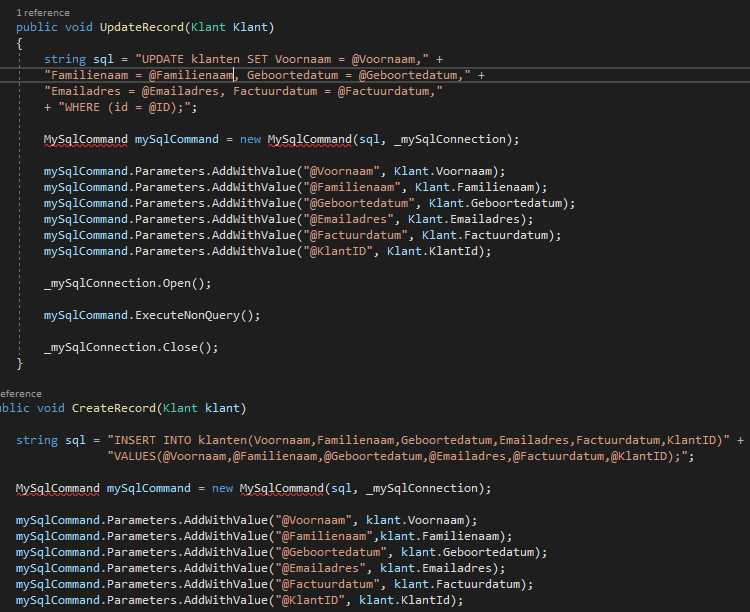 1 reference
public void UpdateRecord(Klant Klant)
{
string sql = "UPDATE klanten SET Voornaam = @Voornaam," +
"Familienaam = @Familienaam, Geboortedatum = @Geboortedatum," +
"Emailadres = @Emailadres, Factuurdatum = @Factuurdatum,"
+ "WHERE (id = @ID);";
MySqlCommand mySqlCommand = new MySqlCommand(sql, _mySqlConnection);
mySqlCommand.Parameters.AddWithValue("@Voornaam", Klant.Voornaam);
mySqlCommand.Parameters.AddWithValue("@Familienaam", Klant.Familienaam);
mySqlCommand.Parameters.AddWithValue("@Geboortedatum", Klant.Geboortedatum);
mySqlCommand.Parameters.AddWithValue("@Emailadres", Klant.Emailadres);
mySqlCommand.Parameters.AddWithValue("@Factuurdatum", Klant.Factuurdatum);
mySqlCommand.Parameters.AddWithValue("@KlantID", Klant.KlantId);
_mySqlConnection.Open();
mySqlCommand.ExecuteNonQuery();
_mySqlConnection.Close();
}
eference
blic void CreateRecord(Klant klant)
string sql = "INSERT INTO klanten(Voornaam,Familienaam,Geboortedatum,Emailadres,Factuurdatum,KlantID)" +
"VALUES(@Voornaam,@Familienaam,@Geboortedatum,@Emailadres,@Factuurdatum,@KlantID);";
MySqlCommand mySqlCommand = new MySqlCommand(sql, _mySqlConnection);
mySqlCommand.Parameters.AddWithValue("@Voornaam", klant.Voornaam);
mySqlCommand.Parameters.AddWithValue("@Familienaam",klant.Familienaam);
mySqlCommand.Parameters.AddWithValue("@Geboortedatum", klant.Geboortedatum);
mySqlCommand.Parameters.AddWithValue("@Emailadres", klant.Emailadres);
mySqlCommand.Parameters.AddWithValue("@Factuurdatum", klant.Factuurdatum);
mySqlCommand.Parameters.AddWithValue("@KlantID", klant.KlantId);